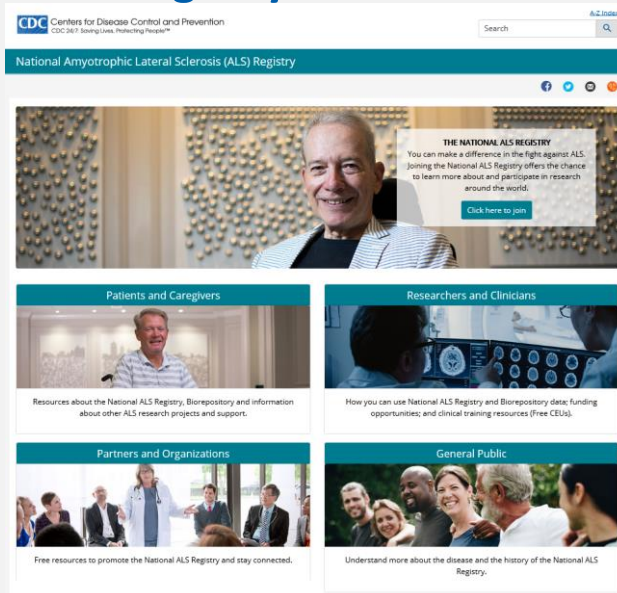 CDC Centers for Disease Control and Prevention
CDC 24/7: Saving Lives, Protecting People™
A-Z Index
Search
National Amyotrophic Lateral Sclerosis (ALS) Registry
THE NATIONAL ALS REGISTRY
You can make a difference in the fight against ALS.
Joining the National ALS Registry offers the chance
to learn more about and participate in research
around the world.
Click here to join
Patients and Caregivers
Researchers and Clinicians
Resources about the National ALS Registry, Biorepository and information
about other ALS research projects and support.
How you can use National ALS Registry and Biorepository data; funding
opportunities; and clinical training resources (Free CEUs).
Partners and Organizations
General Public
Free resources to promote the National ALS Registry and stay connected.
Understand more about the disease and the history of the National ALS
Registry.